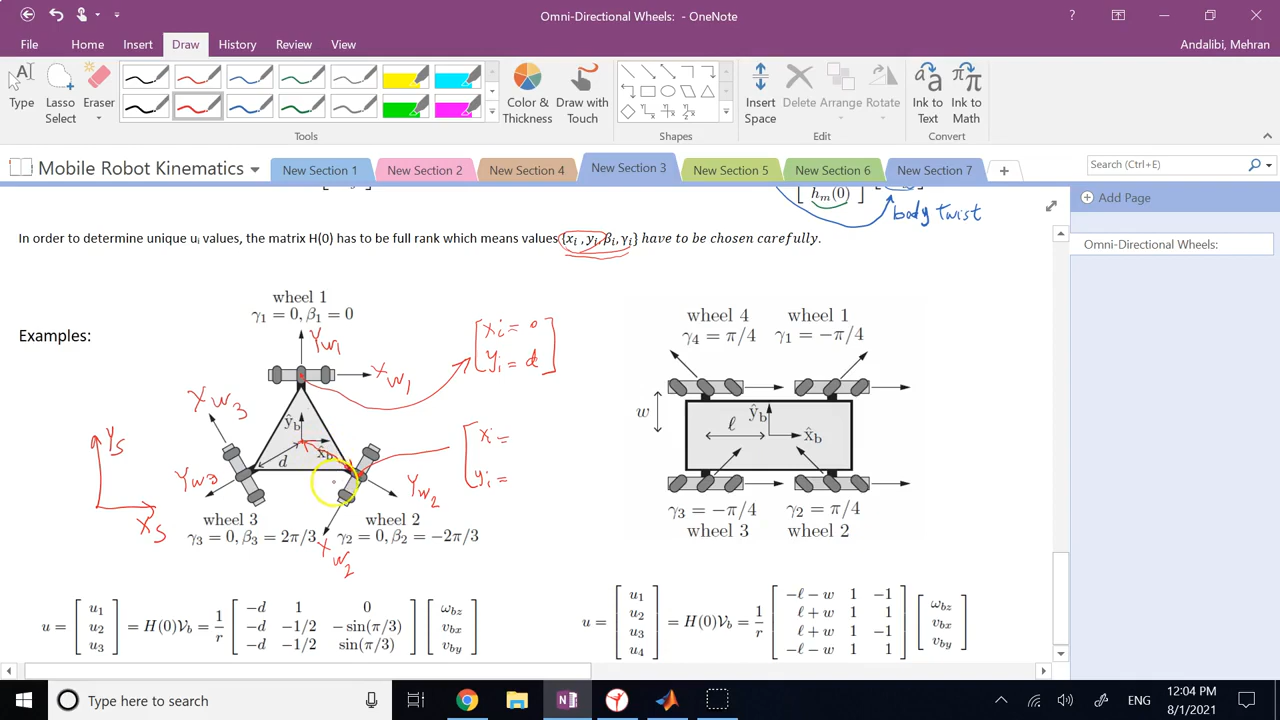 Omni-Directional Wheels: - OneNote
Andalibi, Mehran
File Home Insert Draw History Review View
Type Lasso Select Eraser Color & Thickness Draw with Touch Insert Space Delete Arrange Rotate Ink to Text Ink to Math
Tools Shapes Edit Convert
Mobile Robot Kinematics New Section 1 New Section 2 New Section 4 New Section 3 New Section 5 New Section 6 New Section 7
Search (Ctrl+E)
Add Page
Omni-Directional Wheels:
hm(0)
body twist
In order to determine unique ui values, the matrix H(0) has to be full rank which means values {xi , yi, βi, γi} have to be chosen carefully.
Examples:
wheel 1
γ1 = 0, β1 = 0
Yw1
Xw1
xi = 0
yi = d
Xw3
ŷb
x̂b
d
Yw3
Yw2
xi =
yi =
Ys
Xs
wheel 3
γ3 = 0, β3 = 2π/3
wheel 2
γ2 = 0, β2 = −2π/3
Xw2
wheel 4
γ4 = π/4
wheel 1
γ1 = −π/4
w
ℓ
ŷb
x̂b
γ3 = −π/4
wheel 3
γ2 = π/4
wheel 2
u = [ u1 u2 u3 ] = H(0)Vb = 1/r [ −d 1 0
−d −1/2 − sin(π/3)
−d −1/2 sin(π/3) ] [ ωbz vbx vby ]
u = [ u1 u2 u3 u4 ] = H(0)Vb = 1/r [ −ℓ − w 1 −1
ℓ + w 1 1
ℓ + w 1 −1
−ℓ − w 1 1 ] [ ωbz vbx vby ]
Type here to search
ENG
12:04 PM
8/1/2021